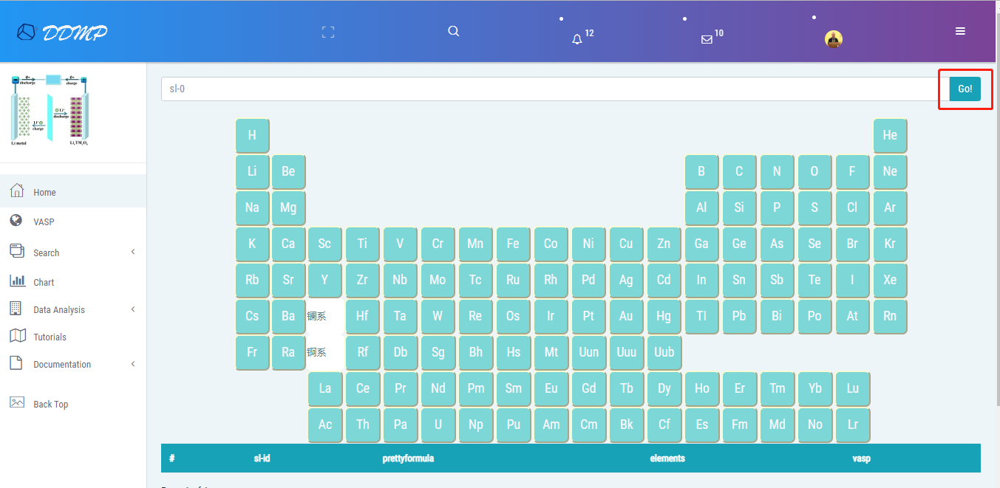 DDMP
12
10
e-
discharge
e-
charge
Li+
discharge
Li+
charge
Li metal
sl-0
Go!
Home
VASP
Search
Chart
Data Analysis
Tutorials
Documentation
Back Top
H He
Li Be B C N O F Ne
Na Mg Al Si P S Cl Ar
K Ca Sc Ti V Cr Mn Fe Co Ni Cu Zn Ga Ge As Se Br Kr
Rb Sr Y Zr Nb Mo Tc Ru Rh Pd Ag Cd In Sn Sb Te I Xe
Cs Ba 镧系 Hf Ta W Re Os Ir Pt Au Hg Tl Pb Bi Po At Rn
Fr Ra 锕系 Rf Db Sg Bh Hs Mt Uun Uuu Uub
La Ce Pr Nd Pm Sm Eu Gd Tb Dy Ho Er Tm Yb Lu
Ac Th Pa U Np Pu Am Cm Bk Cf Es Fm Md No Lr
# sl-id prettyformula elements vasp